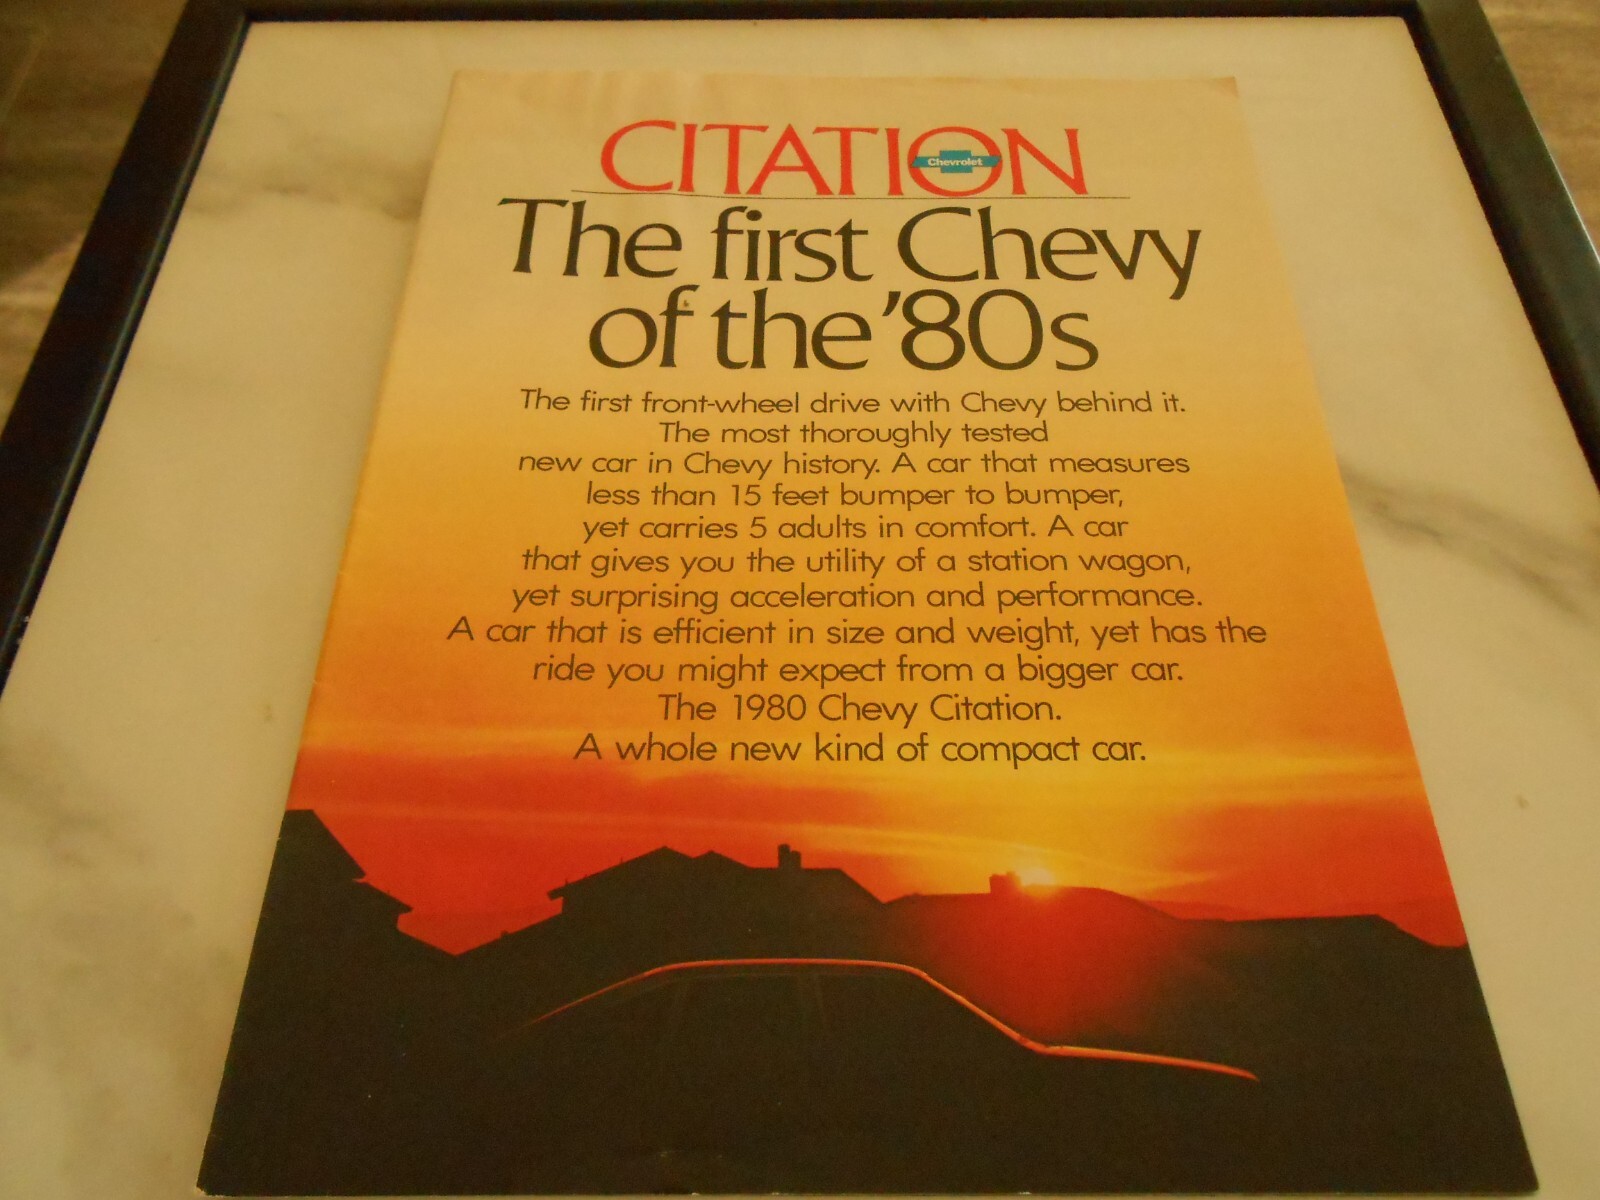 CITATION
Chevrolet
The first Chevy
of the '80s
The first front-wheel drive with Chevy behind it.
The most thoroughly tested
new car in Chevy history. A car that measures
less than 15 feet bumper to bumper,
yet carries 5 adults in comfort. A car
that gives you the utility of a station wagon,
yet surprising acceleration and performance.
A car that is efficient in size and weight, yet has the
ride you might expect from a bigger car.
The 1980 Chevy Citation.
A whole new kind of compact car.